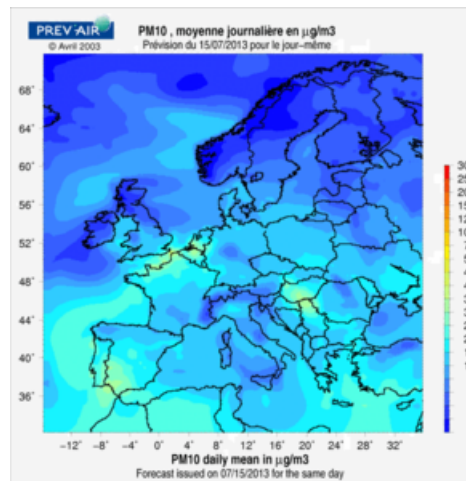 PREV'AIR
© Avril 2003
PM10 , moyenne journalière en µg/m3
Prévision du 15/07/2013 pour le jour-même
68°
64°
60°
56°
52°
48°
44°
40°
36°
-12° -8° -4° 0° 4° 8° 12° 16° 20° 24° 28° 32°
PM10 daily mean in µg/m3
Forecast issued on 07/15/2013 for the same day